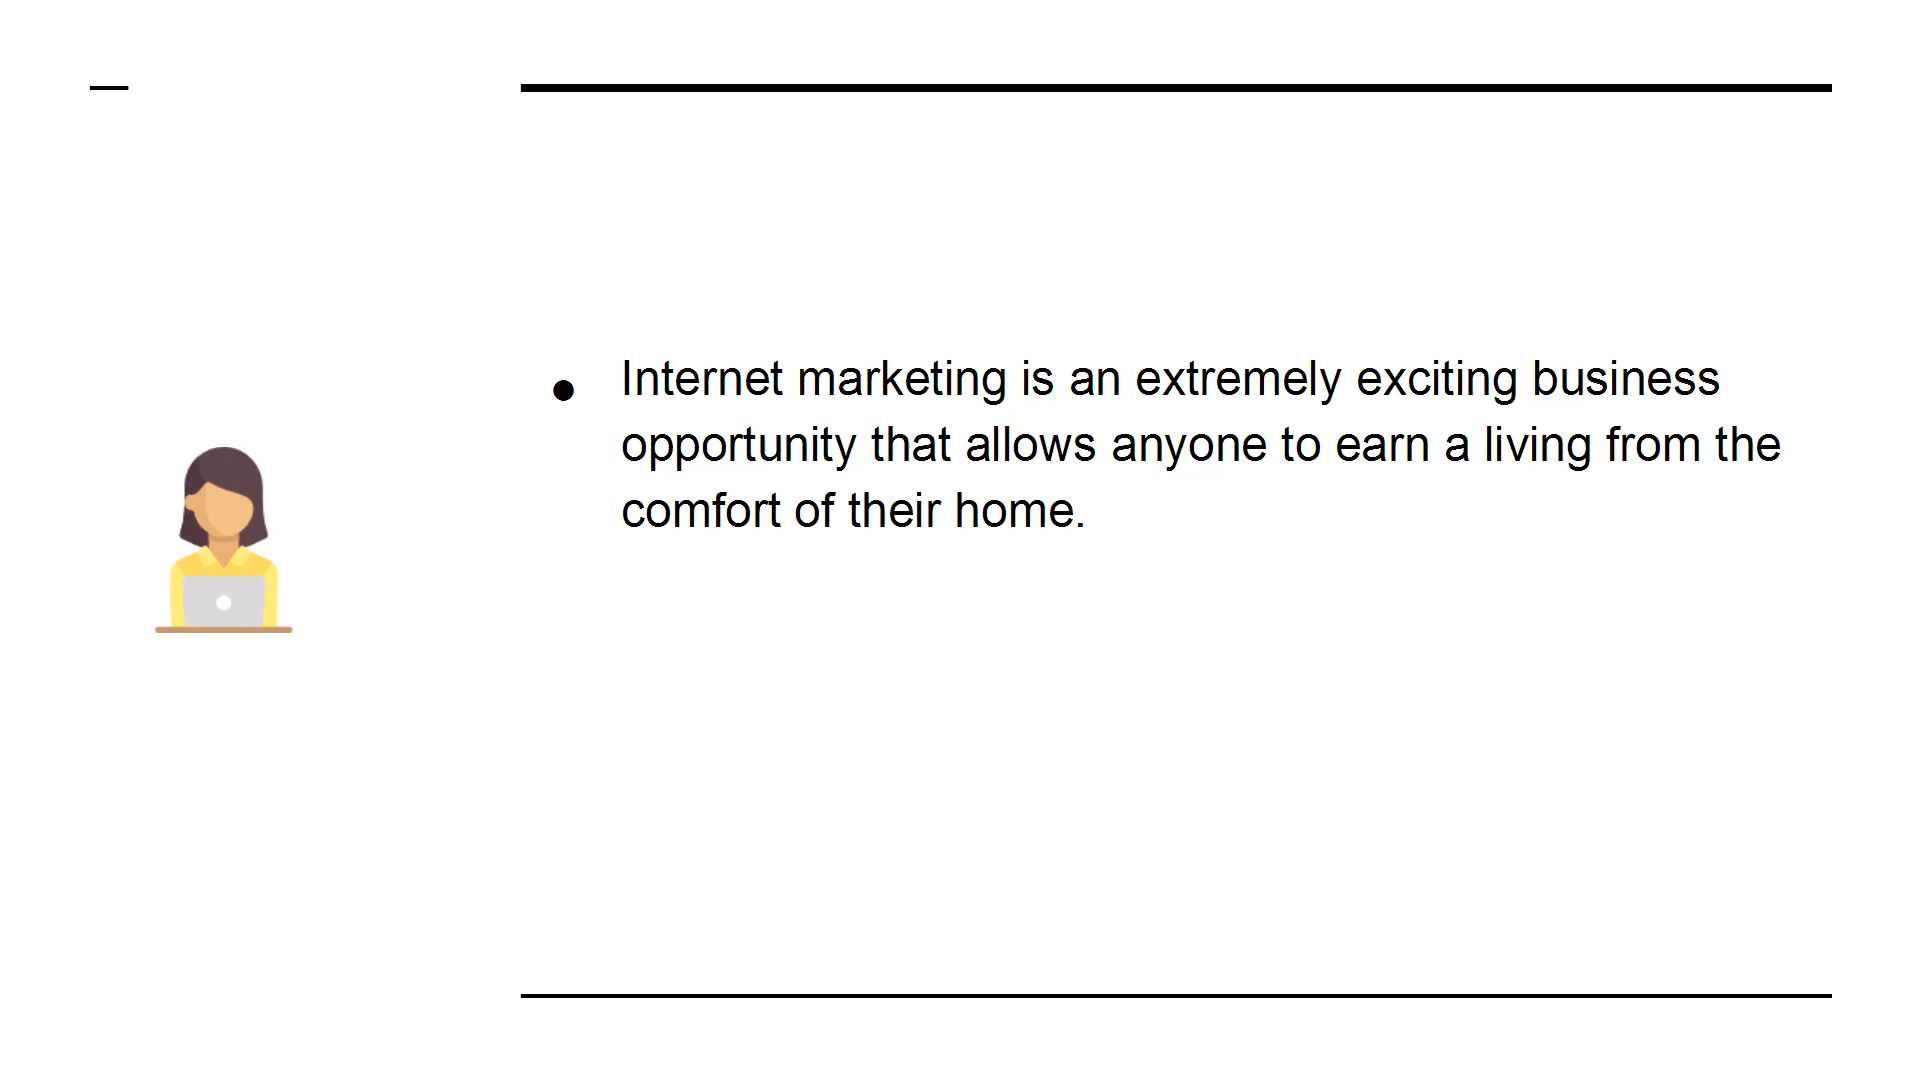 ● Internet marketing is an extremely exciting business
opportunity that allows anyone to earn a living from the
comfort of their home.